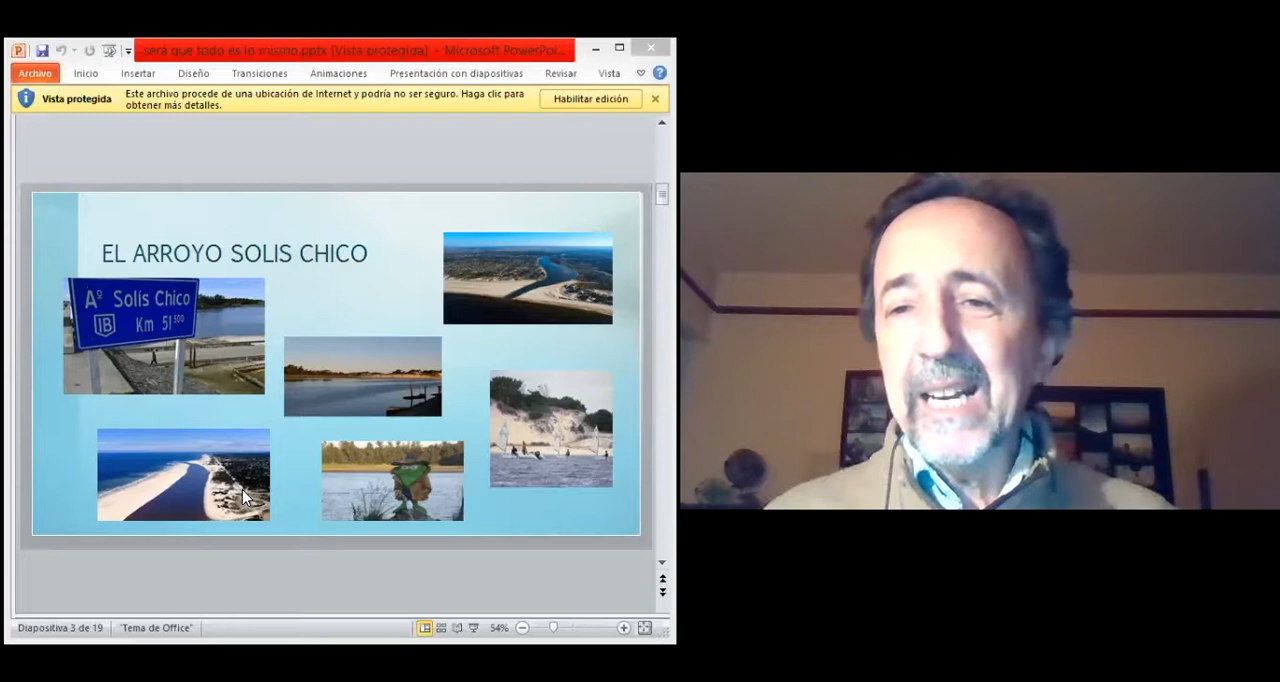 será que todo es lo mismo.pptx [Vista protegida] - Microsoft PowerPoi...
Archivo Inicio Insertar Diseño Transiciones Animaciones Presentación con diapositivas Revisar Vista
Vista protegida Este archivo procede de una ubicación de Internet y podría no ser seguro. Haga clic para
obtener más detalles.
Habilitar edición
EL ARROYO SOLIS CHICO
Aº Solís Chico
IB Km 51⁵⁰⁰
Diapositiva 3 de 19 "Tema de Office" 54%